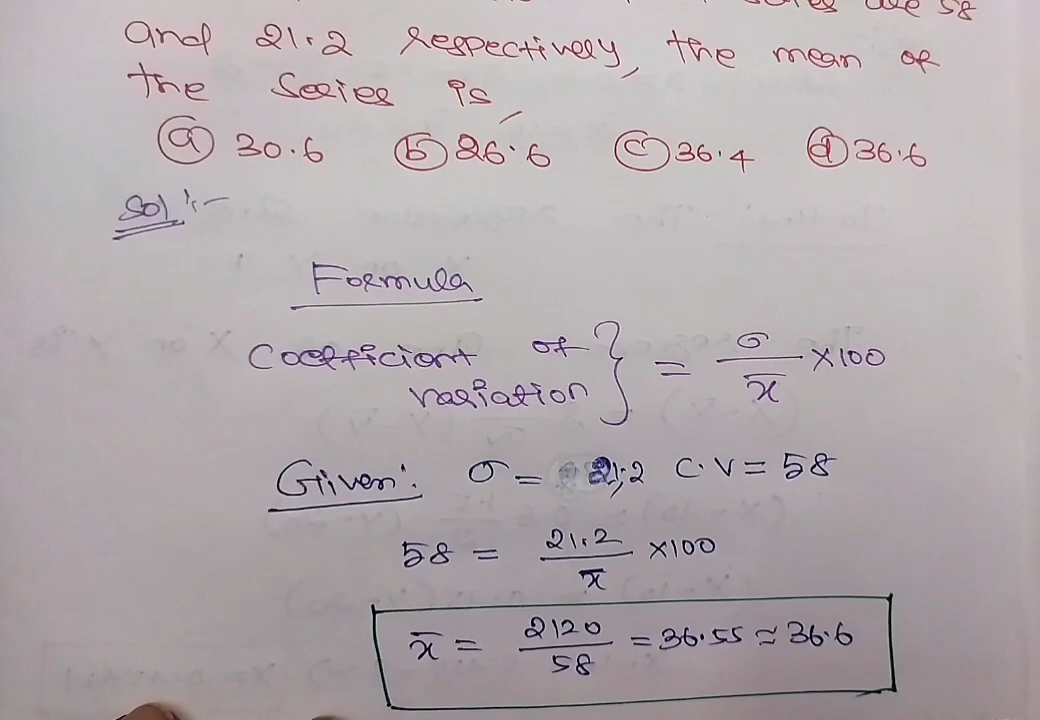 are 58
and 21.2 respectively, the mean of
the Series is
(a) 30.6 (b) 26.6 (c) 36.4 (d) 36.6
Sol :-
Formula
Coefficient of variation } = σ / x̄ × 100
Given: σ = 21.2 C.V = 58
58 = 21.2 / x̄ × 100
x̄ = 2120 / 58 = 36.55 ≃ 36.6